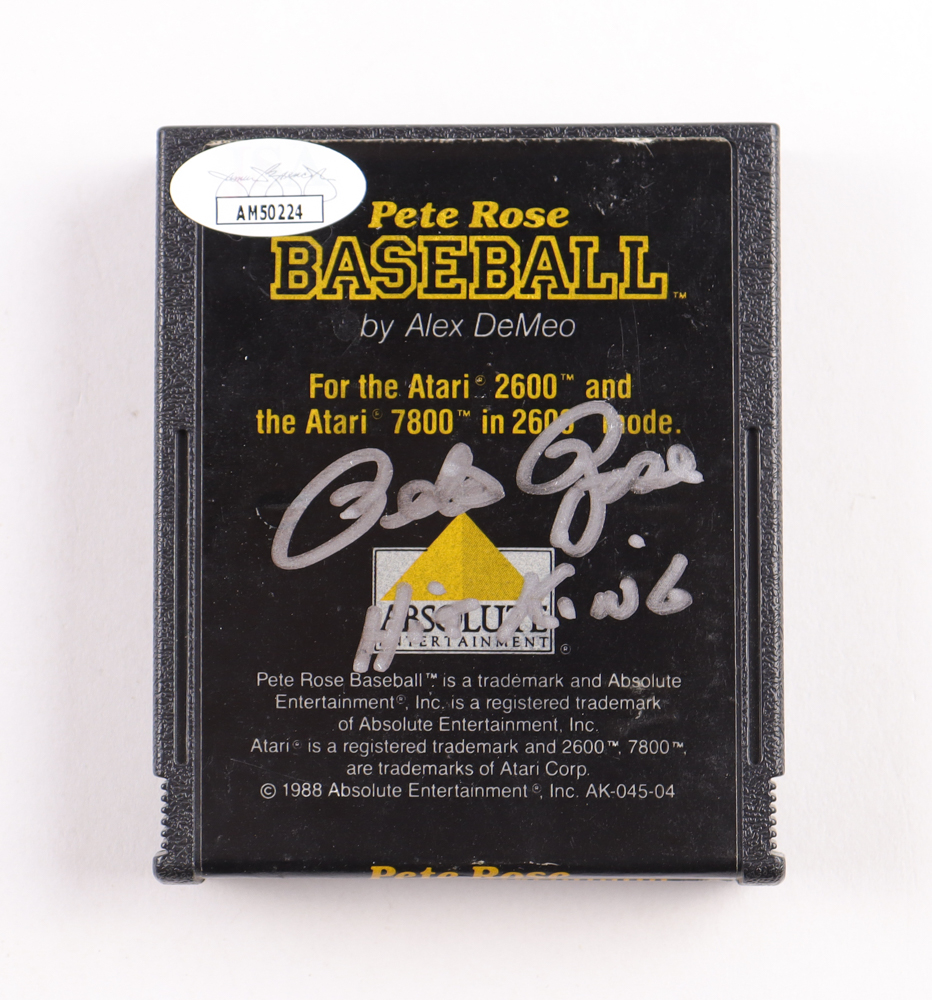 AM50224
Pete Rose
BASEBALL™
by Alex DeMeo
For the Atari® 2600™ and
the Atari® 7800™ in 2600 mode.
Pete Rose
Hit King
ABSOLUTE
ENTERTAINMENT®
Pete Rose Baseball™ is a trademark and Absolute
Entertainment®, Inc. is a registered trademark
of Absolute Entertainment, Inc.
Atari® is a registered trademark and 2600™, 7800™,
are trademarks of Atari Corp.
© 1988 Absolute Entertainment®, Inc. AK-045-04
Pete Rose